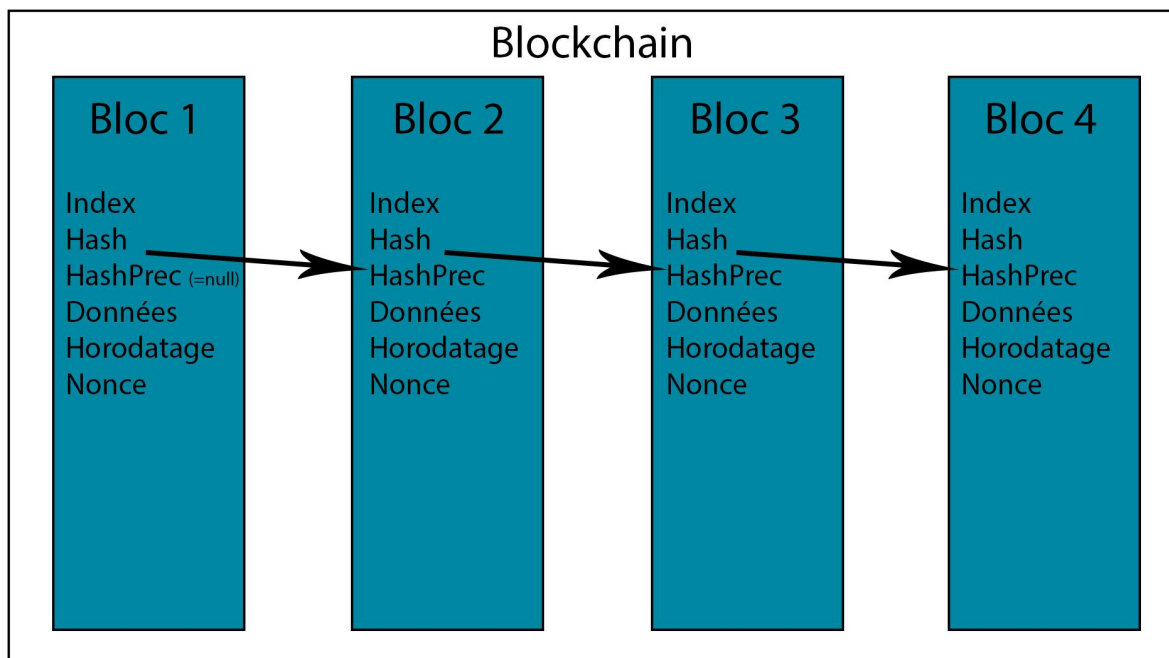 Blockchain
Bloc 1
Index
Hash
HashPrec (=null)
Données
Horodatage
Nonce
Bloc 2
Index
Hash
HashPrec
Données
Horodatage
Nonce
Bloc 3
Index
Hash
HashPrec
Données
Horodatage
Nonce
Bloc 4
Index
Hash
HashPrec
Données
Horodatage
Nonce